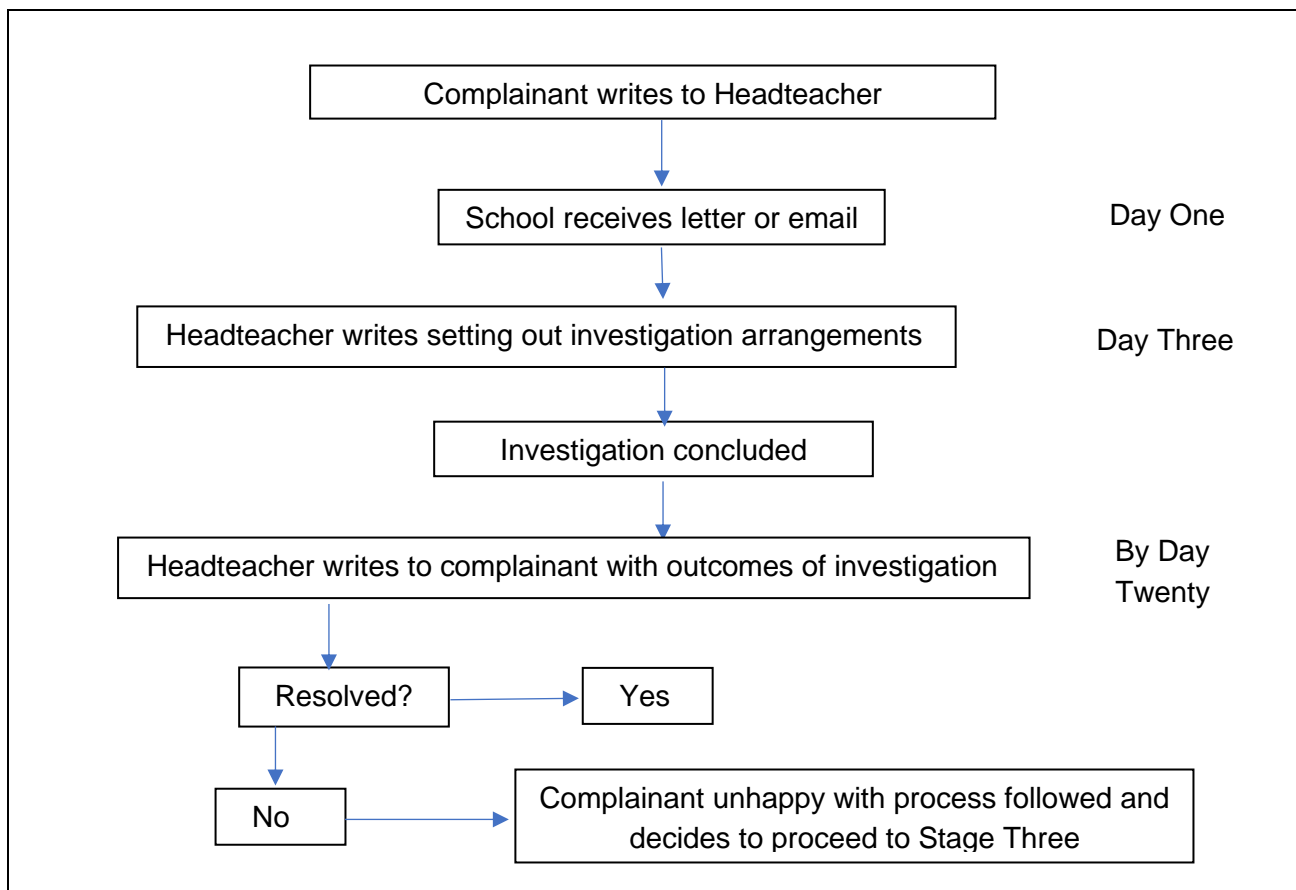 Complainant writes to Headteacher
School receives letter or email
Day One
Headteacher writes setting out investigation arrangements
Day Three
Investigation concluded
Headteacher writes to complainant with outcomes of investigation
By Day
Twenty
Resolved?
Yes
No
Complainant unhappy with process followed and
decides to proceed to Stage Three